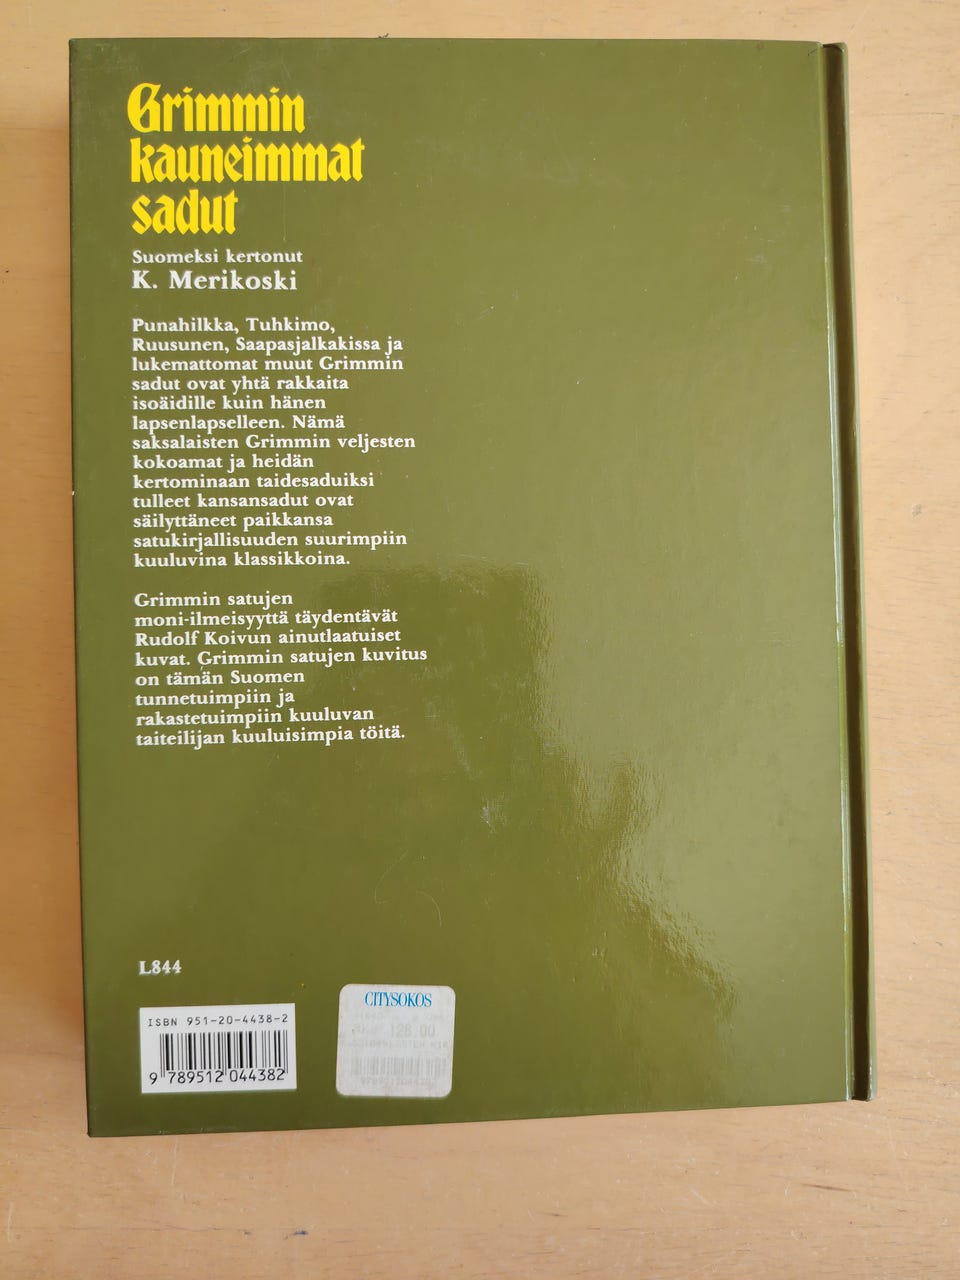 Grimmin
kauneimmat
sadut
Suomeksi kertonut
K. Merikoski
Punahilkka, Tuhkimo,
Ruusunen, Saapasjalkakissa ja
lukemattomat muut Grimmin
sadut ovat yhtä rakkaita
isoäidille kuin hänen
lapsenlapselleen. Nämä
saksalaisten Grimmin veljesten
kokoamat ja heidän
kertominaan taidesaduiksi
tulleet kansansadut ovat
säilyttäneet paikkansa
satukirjallisuuden suurimpiin
kuuluvina klassikkoina.
Grimmin satujen
moni-ilmeisyyttä täydentävät
Rudolf Koivun ainutlaatuiset
kuvat. Grimmin satujen kuvitus
on tämän Suomen
tunnetuimpiin ja
rakastetuimpiin kuuluvan
taiteilijan kuuluisimpia töitä.
L844
ISBN 951-20-4438-2
9 789512 044382
CITYSOKOS
128.00